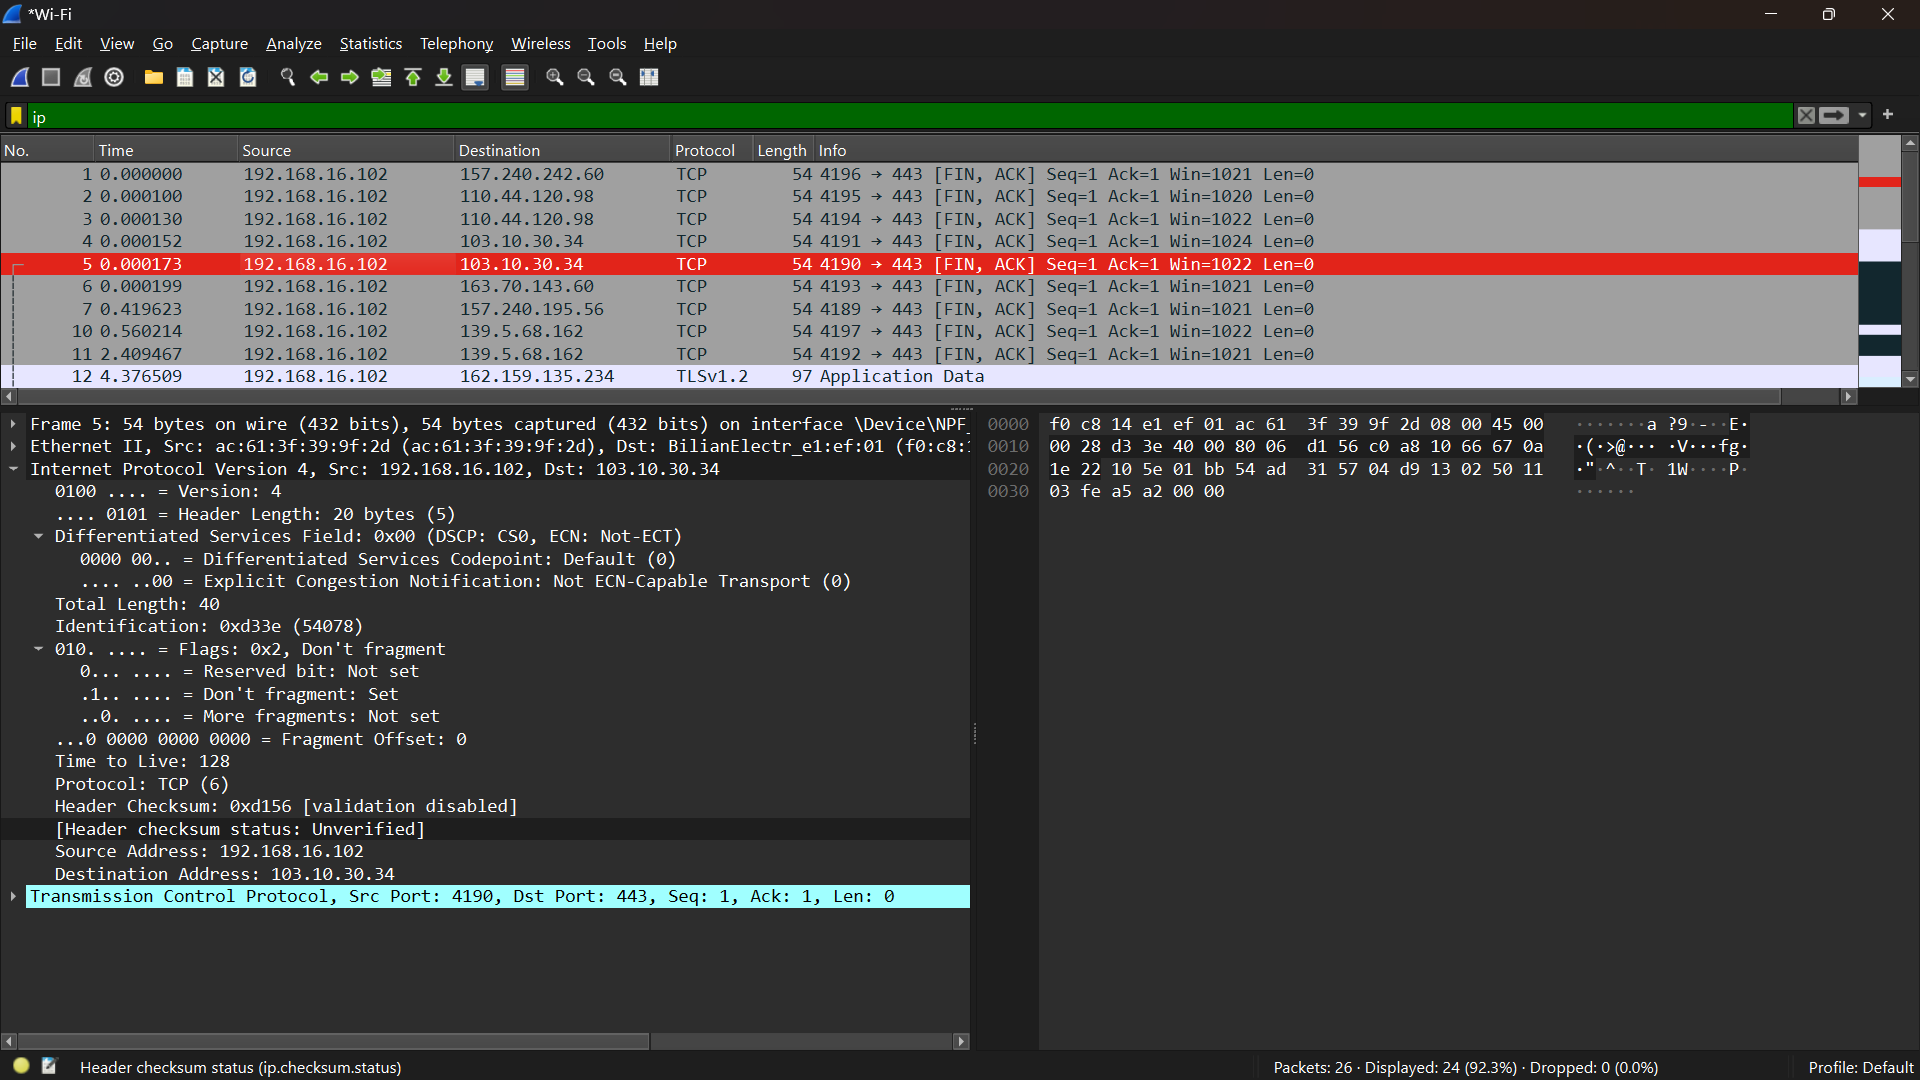 *Wi-Fi
File Edit View Go Capture Analyze Statistics Telephony Wireless Tools Help
ip
No. Time Source Destination Protocol Length Info
1 0.000000 192.168.16.102 157.240.242.60 TCP 54 4196 → 443 [FIN, ACK] Seq=1 Ack=1 Win=1021 Len=0
2 0.000100 192.168.16.102 110.44.120.98 TCP 54 4195 → 443 [FIN, ACK] Seq=1 Ack=1 Win=1020 Len=0
3 0.000130 192.168.16.102 110.44.120.98 TCP 54 4194 → 443 [FIN, ACK] Seq=1 Ack=1 Win=1022 Len=0
4 0.000152 192.168.16.102 103.10.30.34 TCP 54 4191 → 443 [FIN, ACK] Seq=1 Ack=1 Win=1024 Len=0
5 0.000173 192.168.16.102 103.10.30.34 TCP 54 4190 → 443 [FIN, ACK] Seq=1 Ack=1 Win=1022 Len=0
6 0.000199 192.168.16.102 163.70.143.60 TCP 54 4193 → 443 [FIN, ACK] Seq=1 Ack=1 Win=1021 Len=0
7 0.419623 192.168.16.102 157.240.195.56 TCP 54 4189 → 443 [FIN, ACK] Seq=1 Ack=1 Win=1021 Len=0
10 0.560214 192.168.16.102 139.5.68.162 TCP 54 4197 → 443 [FIN, ACK] Seq=1 Ack=1 Win=1022 Len=0
11 2.409467 192.168.16.102 139.5.68.162 TCP 54 4192 → 443 [FIN, ACK] Seq=1 Ack=1 Win=1021 Len=0
12 4.376509 192.168.16.102 162.159.135.234 TLSv1.2 97 Application Data
Frame 5: 54 bytes on wire (432 bits), 54 bytes captured (432 bits) on interface \Device\NPF_
Ethernet II, Src: ac:61:3f:39:9f:2d (ac:61:3f:39:9f:2d), Dst: BilianElectr_e1:ef:01 (f0:c8:
Internet Protocol Version 4, Src: 192.168.16.102, Dst: 103.10.30.34
0100 .... = Version: 4
.... 0101 = Header Length: 20 bytes (5)
Differentiated Services Field: 0x00 (DSCP: CS0, ECN: Not-ECT)
0000 00.. = Differentiated Services Codepoint: Default (0)
.... ..00 = Explicit Congestion Notification: Not ECN-Capable Transport (0)
Total Length: 40
Identification: 0xd33e (54078)
010. .... = Flags: 0x2, Don't fragment
0... .... = Reserved bit: Not set
.1.. .... = Don't fragment: Set
..0. .... = More fragments: Not set
...0 0000 0000 0000 = Fragment Offset: 0
Time to Live: 128
Protocol: TCP (6)
Header Checksum: 0xd156 [validation disabled]
[Header checksum status: Unverified]
Source Address: 192.168.16.102
Destination Address: 103.10.30.34
Transmission Control Protocol, Src Port: 4190, Dst Port: 443, Seq: 1, Ack: 1, Len: 0
0000 f0 c8 14 e1 ef 01 ac 61 3f 39 9f 2d 08 00 45 00 ·······a ?9·-··E·
0010 00 28 d3 3e 40 00 80 06 d1 56 c0 a8 10 66 67 0a ·(·>@··· ·V···fg·
0020 1e 22 10 5e 01 bb 54 ad 31 57 04 d9 13 02 50 11 ·"·^··T· 1W····P·
0030 03 fe a5 a2 00 00 ······
Header checksum status (ip.checksum.status)
Packets: 26 · Displayed: 24 (92.3%) · Dropped: 0 (0.0%)
Profile: Default